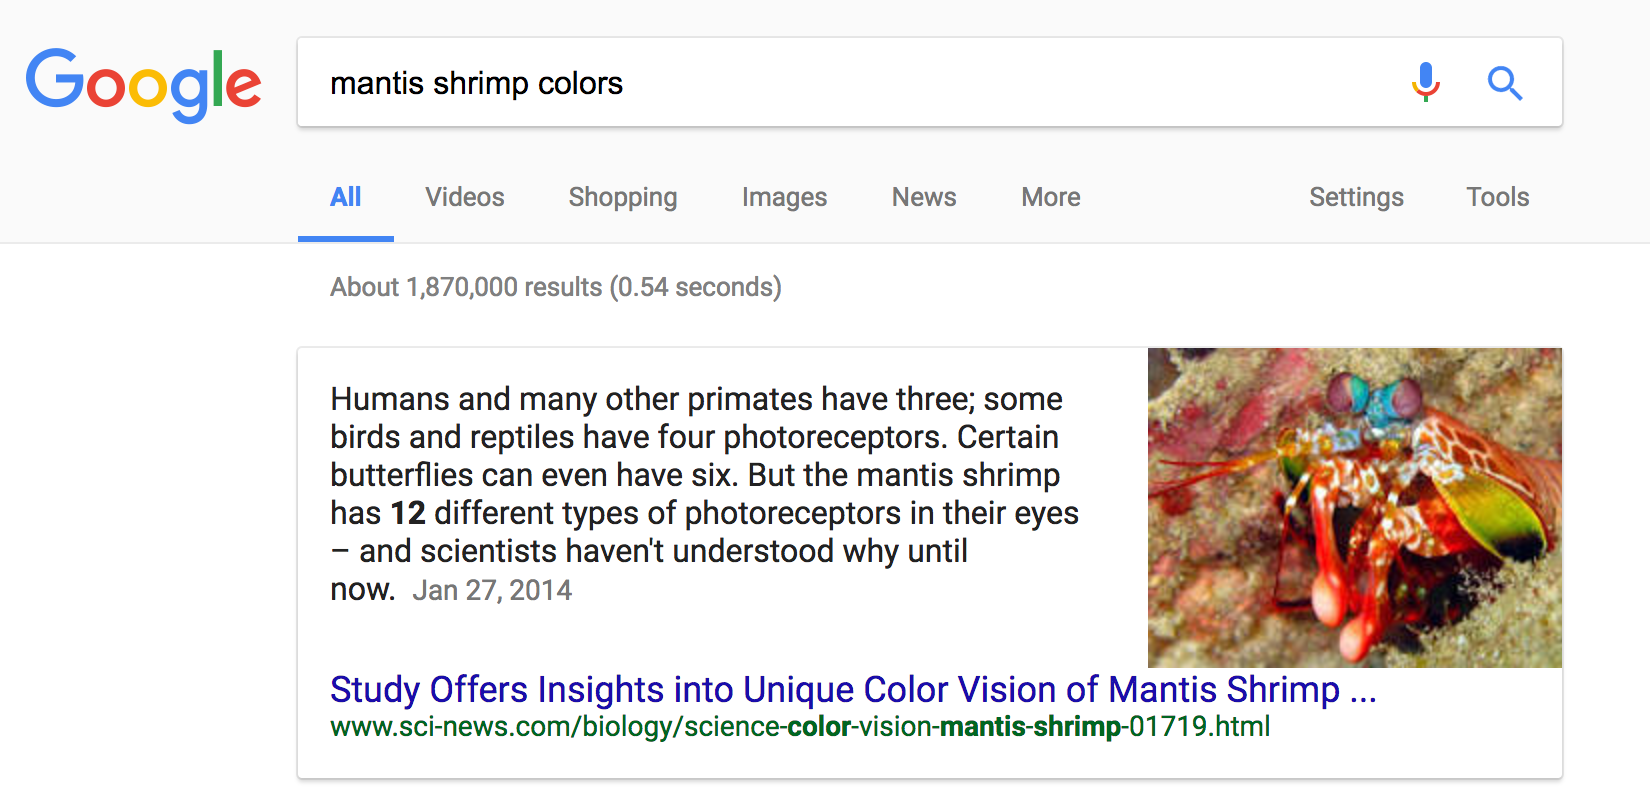 Google
mantis shrimp colors
All Videos Shopping Images News More Settings Tools
About 1,870,000 results (0.54 seconds)
Humans and many other primates have three; some
birds and reptiles have four photoreceptors. Certain
butterflies can even have six. But the mantis shrimp
has 12 different types of photoreceptors in their eyes
– and scientists haven't understood why until
now. Jan 27, 2014
Study Offers Insights into Unique Color Vision of Mantis Shrimp ...
www.sci-news.com/biology/science-color-vision-mantis-shrimp-01719.html